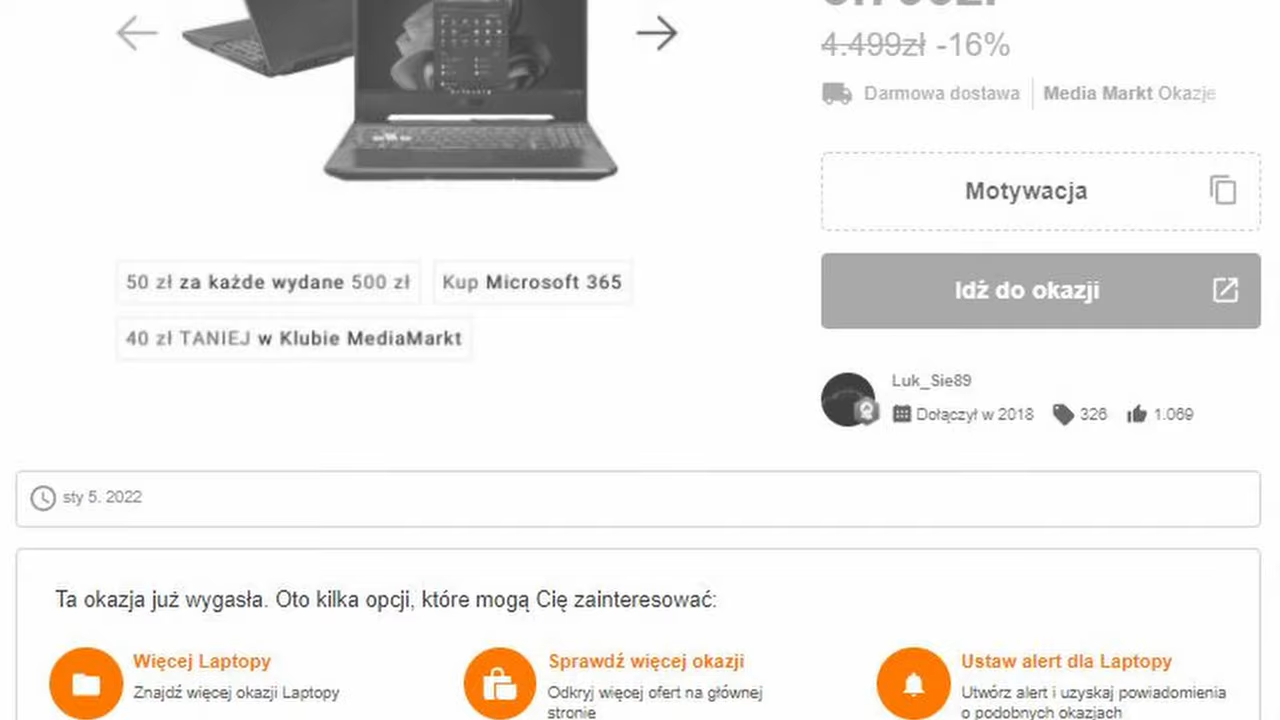 4.499zł -16%
Darmowa dostawa Media Markt Okazje
Motywacja
Idź do okazji
50 zł za każde wydane 500 zł Kup Microsoft 365
40 zł TANIEJ w Klubie MediaMarkt
Luk_Sie89
Dołączył w 2018 326 1.069
sty 5. 2022
Ta okazja już wygasła. Oto kilka opcji, które mogą Cię zainteresować:
Więcej Laptopy
Znajdź więcej okazji Laptopy
Sprawdź więcej okazji
Odkryj więcej ofert na głównej
stronie
Ustaw alert dla Laptopy
Utwórz alert i uzyskaj powiadomienia
o podobnych okazjach